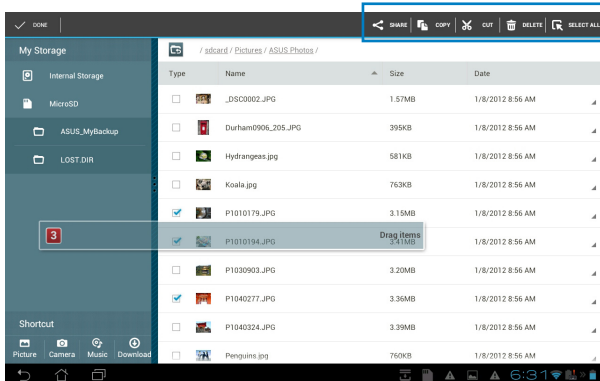 DONE SHARE COPY CUT DELETE SELECT ALL
My Storage / sdcard / Pictures / ASUS Photos /
Internal Storage Type Name Size Date
MicroSD _DSC0002.JPG 1.57MB 1/8/2012 8:56 AM
ASUS_MyBackup Durham0906_205.JPG 395KB 1/8/2012 8:56 AM
LOST.DIR Hydrangeas.jpg 581KB 1/8/2012 8:56 AM
Koala.jpg 763KB 1/8/2012 8:56 AM
P1010179.JPG 3.15MB 1/8/2012 8:56 AM
3 Drag items
P1010194.JPG 3.41MB 1/8/2012 8:56 AM
P1030903.JPG 3.20MB 1/8/2012 8:56 AM
P1040277.JPG 3.36MB 1/8/2012 8:56 AM
Shortcut P1040324.JPG 3.39MB 1/8/2012 8:56 AM
Picture Camera Music Download Penguins.jpg 760KB 1/8/2012 8:56 AM
6:31